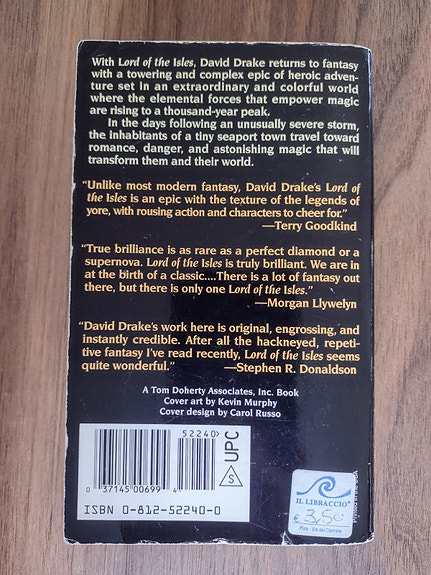 With Lord of the Isles, David Drake returns to fantasy
with a towering and complex epic of heroic adven-
ture set in an extraordinary and colorful world
where the elemental forces that empower magic
are rising to a thousand-year peak.
In the days following an unusually severe storm,
the inhabitants of a tiny seaport town travel toward
romance, danger, and astonishing magic that will
transform them and their world.
“Unlike most modern fantasy, David Drake's Lord of
the Isles is an epic with the texture of the legends of
yore, with rousing action and characters to cheer for.”
—Terry Goodkind
“True brilliance is as rare as a perfect diamond or a
supernova. Lord of the Isles is truly brilliant. We are in
at the birth of a classic....There is a lot of fantasy out
there, but there is only one Lord of the Isles.”
—Morgan Llywelyn
“David Drake's work here is original, engrossing, and
instantly credible. After all the hackneyed, repeti-
tive fantasy I've read recently, Lord of the Isles seems
quite wonderful.” —Stephen R. Donaldson
A Tom Doherty Associates, Inc. Book
Cover art by Kevin Murphy
Cover design by Carol Russo
52240>
UPC
S
0 37145 00699 4
ISBN 0-812-52240-0
IL LIBRACCIO
€ 3,50
USA